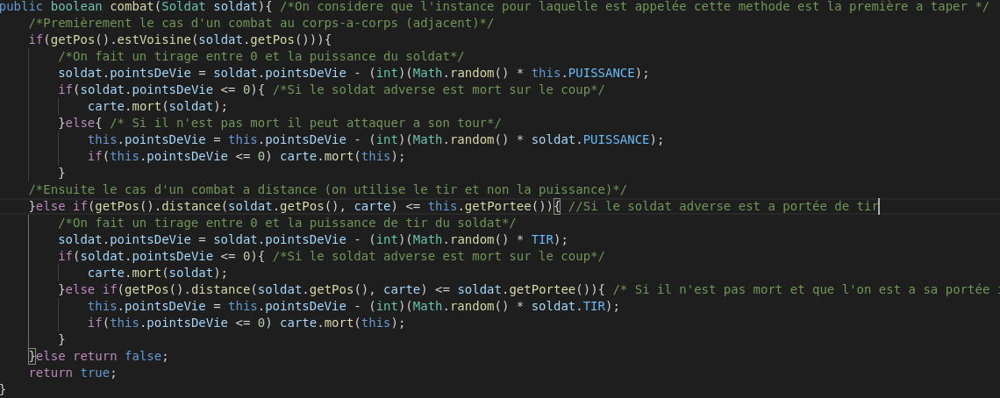 public boolean combat(Soldat soldat){ /*On considere que l'instance pour laquelle est appelée cette methode est la première a taper */
/*Premièrement le cas d'un combat au corps-a-corps (adjacent)*/
if(getPos().estVoisine(soldat.getPos())){
/*On fait un tirage entre 0 et la puissance du soldat*/
soldat.pointsDeVie = soldat.pointsDeVie - (int)(Math.random() * this.PUISSANCE);
if(soldat.pointsDeVie <= 0){ /*Si le soldat adverse est mort sur le coup*/
carte.mort(soldat);
}else{ /* Si il n'est pas mort il peut attaquer a son tour*/
this.pointsDeVie = this.pointsDeVie - (int)(Math.random() * soldat.PUISSANCE);
if(this.pointsDeVie <= 0) carte.mort(this);
}
/*Ensuite le cas d'un combat a distance (on utilise le tir et non la puissance)*/
}else if(getPos().distance(soldat.getPos(), carte) <= this.getPortee()){ //Si le soldat adverse est a portée de tir
/*On fait un tirage entre 0 et la puissance de tir du soldat*/
soldat.pointsDeVie = soldat.pointsDeVie - (int)(Math.random() * TIR);
if(soldat.pointsDeVie <= 0){ /*Si le soldat adverse est mort sur le coup*/
carte.mort(soldat);
}else if(getPos().distance(soldat.getPos(), carte) <= soldat.getPortee()){ /* Si il n'est pas mort et que l'on est a sa portée
this.pointsDeVie = this.pointsDeVie - (int)(Math.random() * soldat.TIR);
if(this.pointsDeVie <= 0) carte.mort(this);
}
}else return false;
return true;
}